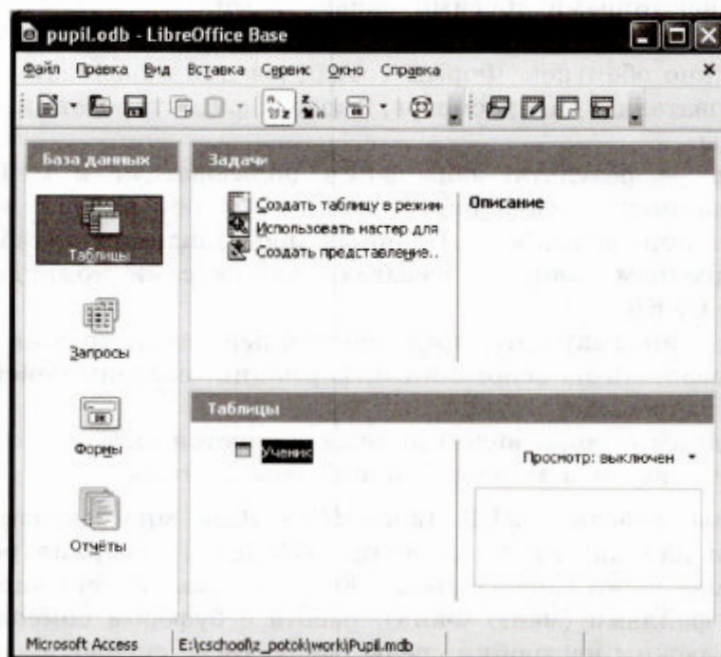 pupil.odb - LibreOffice Base
Файл Правка Вид Вставка Сервис Окно Справка
База данных
Задачи
Таблицы
Запросы
Формы
Отчёты
Создать таблицу в режим
Использовать мастер для
Создать представление..
Описание
Таблицы
Ученик
Просмотр: выключен
Microsoft Access
E:\cschool\z_potok\work\Pupil.mdb